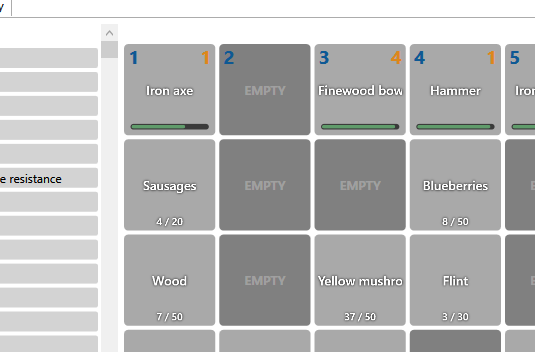 y
e resistance
1 1 2 3 4 4 1 5
Iron axe EMPTY Finewood bow Hammer Iron
Sausages EMPTY EMPTY Blueberries
4 / 20 8 / 50
Wood EMPTY Yellow mushro Flint
7 / 50 37 / 50 3 / 30